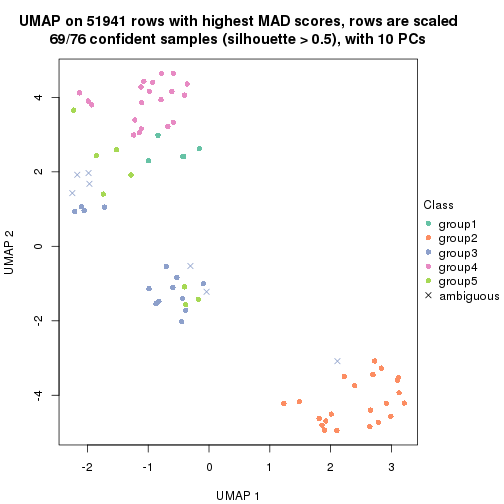 UMAP on 51941 rows with highest MAD scores, rows are scaled
69/76 confident samples (silhouette > 0.5), with 10 PCs
4
2
0
-2
-4
UMAP 2
-2
-1
0
1
2
3
UMAP 1
Class
group1
group2
group3
group4
group5
ambiguous